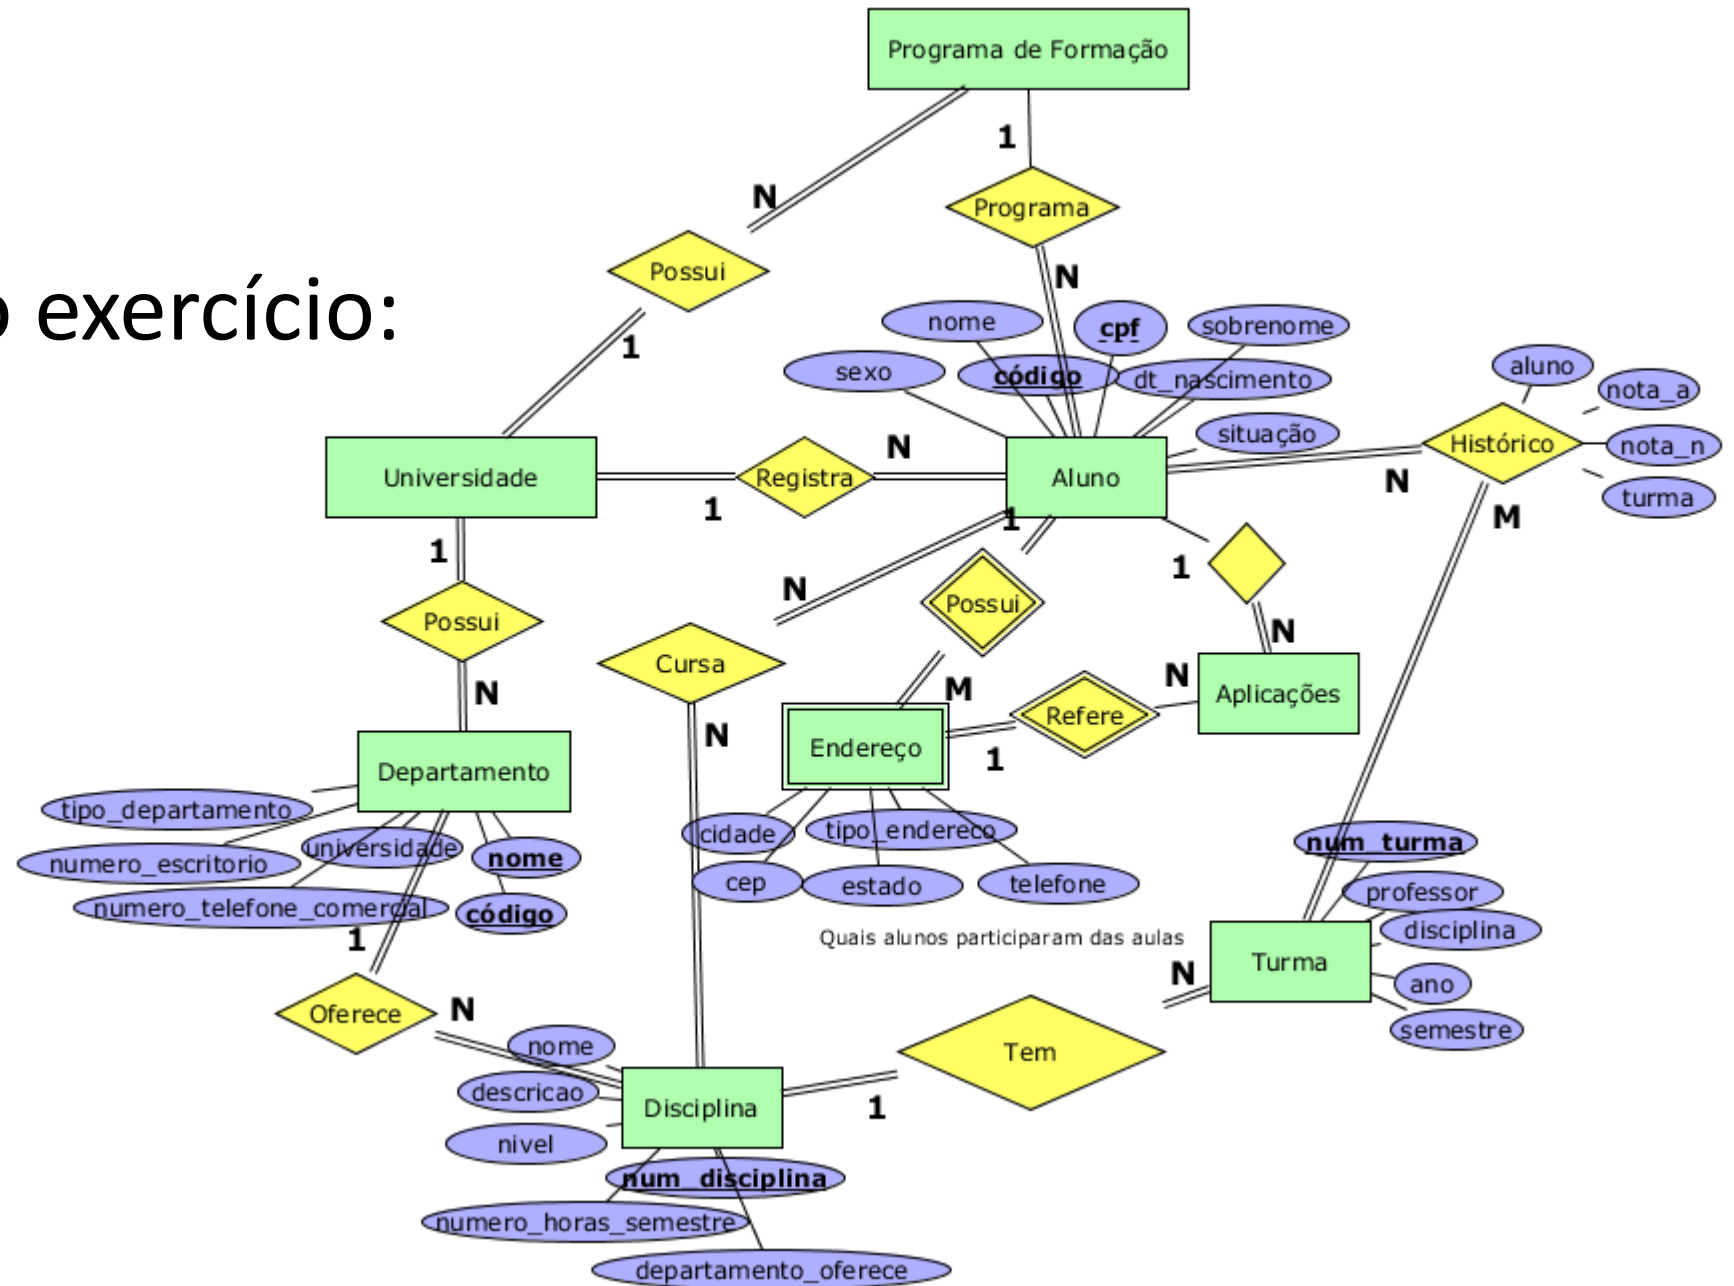 Programa de Formação
1
Programa
N
N
Possui
o exercício:
1
nome
cpf
sobrenome
sexo
código
dt_nascimento
aluno
nota_a
situação
Histórico
nota_n
turma
Universidade
1
Registra
N
Aluno
N
M
1
1
Possui
N
1
Possui
N
1
N
Cursa
N
M
Refere
N
Aplicações
Endereço
1
Departamento
tipo_departamento
numero_escritorio
universidade
nome
numero_telefone_comercial
código
1
cidade
tipo_endereco
cep
estado
telefone
num_turma
professor
disciplina
Quais alunos participaram das aulas
Turma
N
ano
semestre
Oferece
N
Tem
nome
descricao
Disciplina
1
nivel
num_disciplina
numero_horas_semestre
departamento_oferece